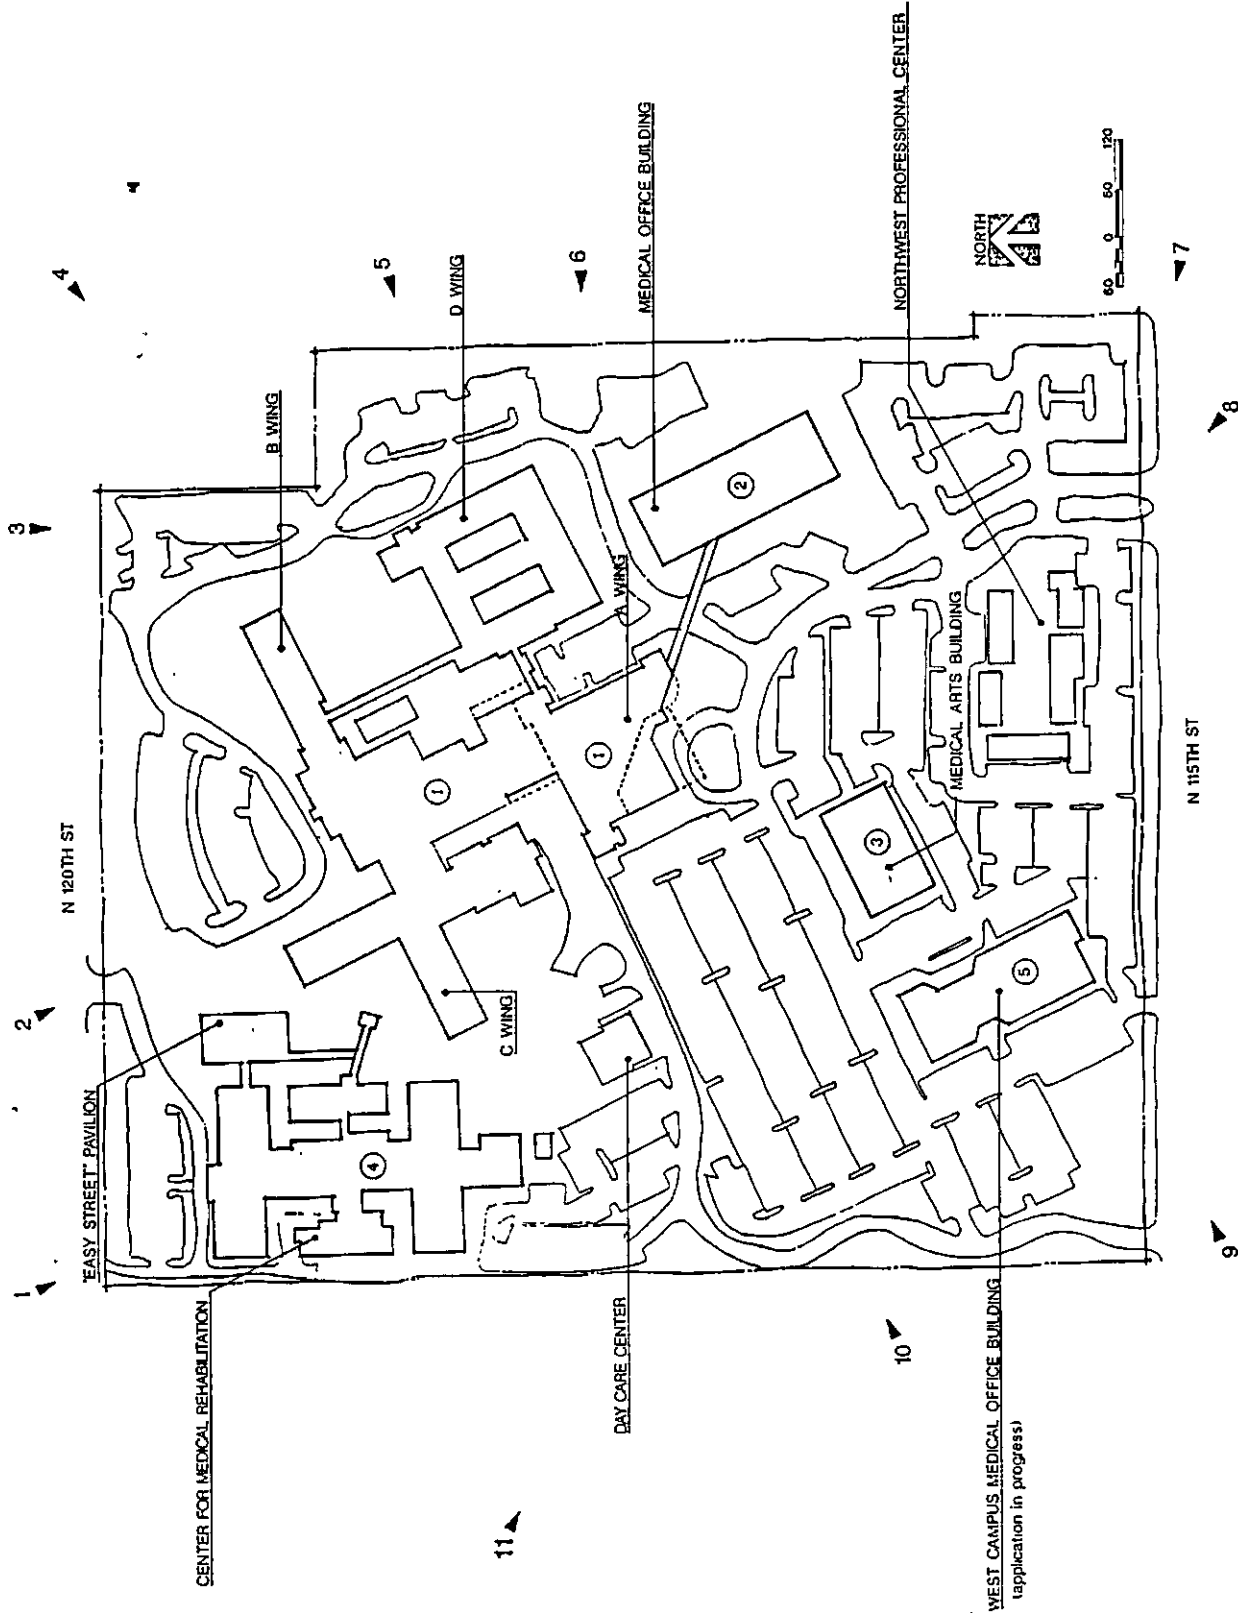 1
2
3
4
5
6
N 120TH ST
"EASY STREET" PAVILION
CENTER FOR MEDICAL REHABILITATION
B WING
D WING
MEDICAL OFFICE BUILDING
C WING
A WING
1
1
2
3
4
5
DAY CARE CENTER
MEDICAL ARTS BUILDING
NORTHWEST PROFESSIONAL CENTER
WEST CAMPUS MEDICAL OFFICE BUILDING
(application in progress)
NORTH
60 0 60 120
N 115TH ST
7
8
9
10
11